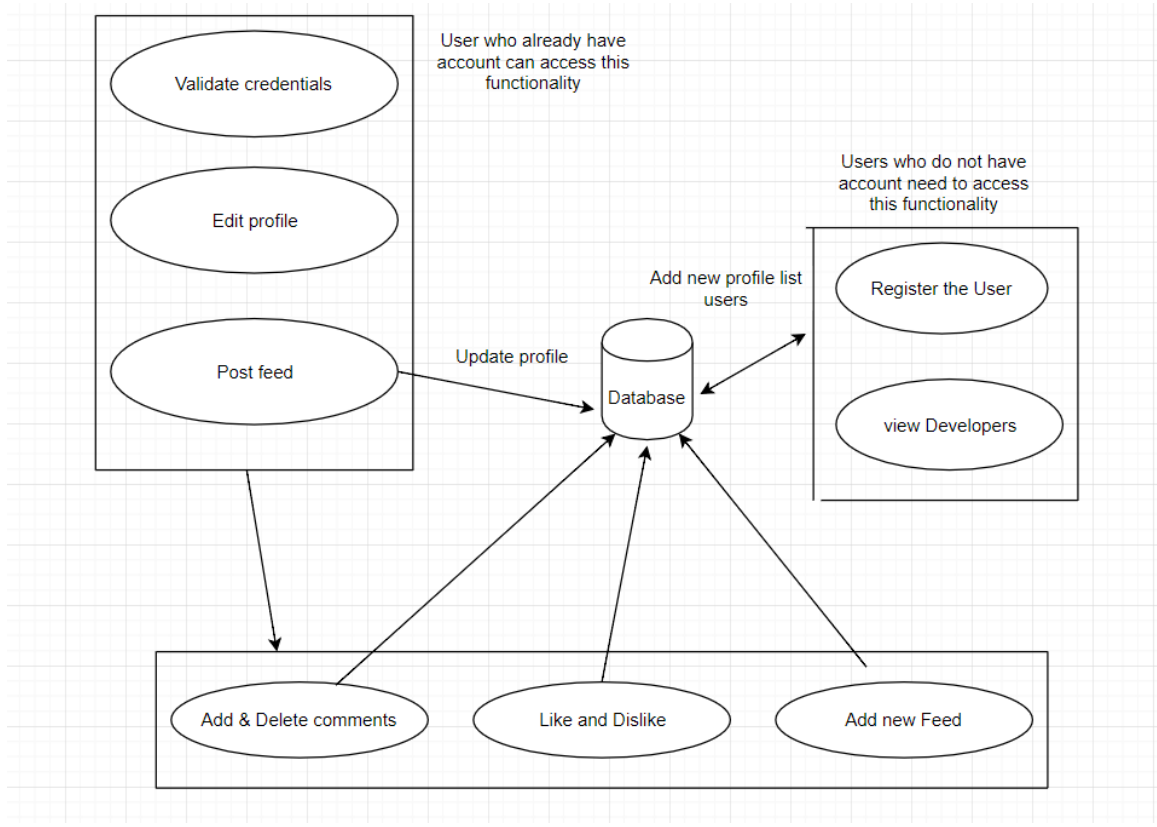 User who already have
account can access this
functionality
Validate credentials
Edit profile
Post feed
Update profile
Database
Add new profile list
users
Users who do not have
account need to access
this functionality
Register the User
view Developers
Add & Delete comments
Like and Dislike
Add new Feed